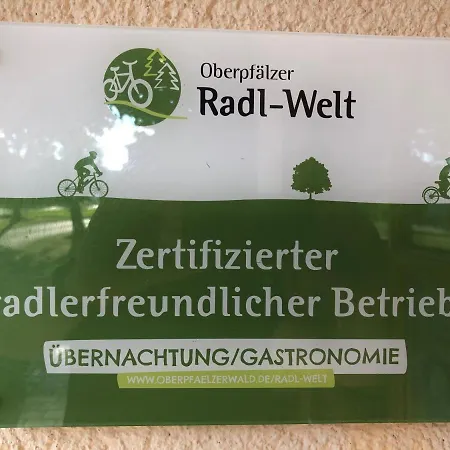 Oberpfälzer
Radl-Welt
Zertifizierter
radlerfreundlicher Betrieb
ÜBERNACHTUNG/GASTRONOMIE
WWW.OBERPFAELZERWALD.DE/RADL-WELT